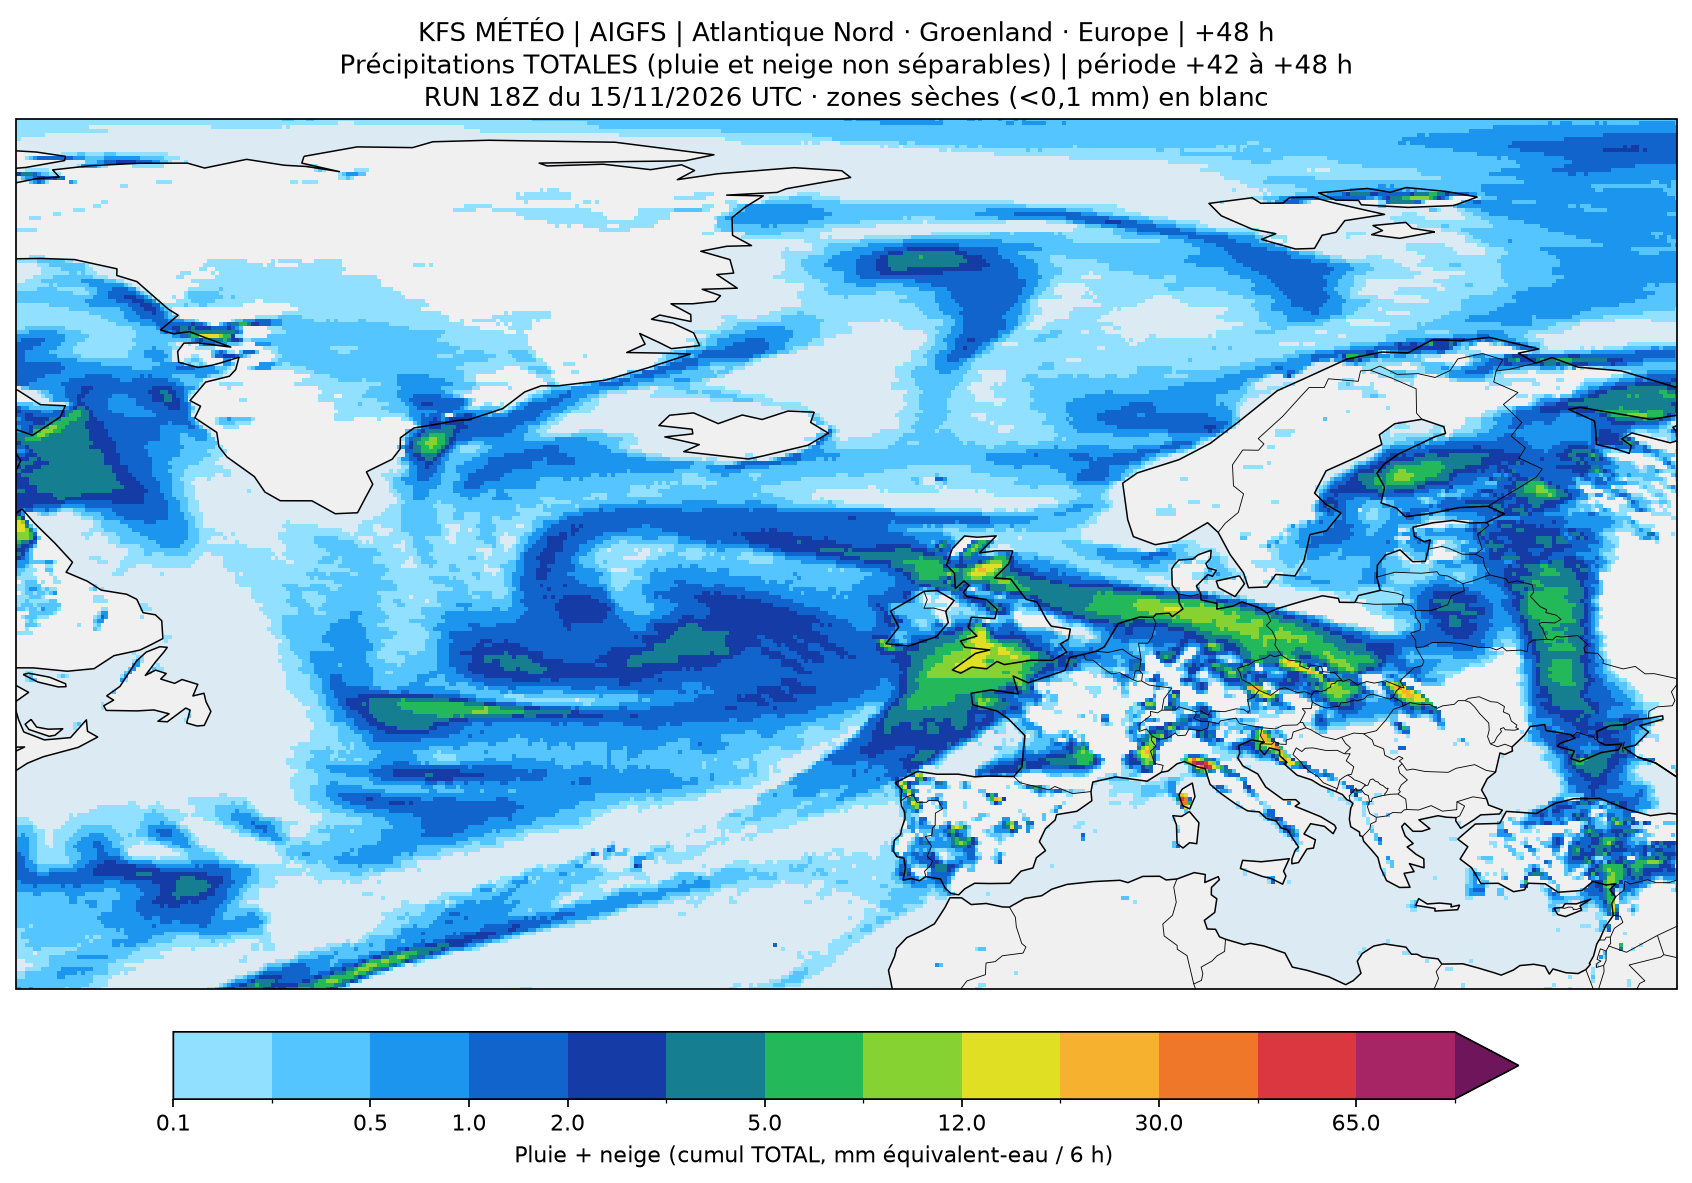 KFS MÉTÉO | AIGFS | Atlantique Nord · Groenland · Europe | +48 h
Précipitations TOTALES (pluie et neige non séparables) | période +42 à +48 h
RUN 18Z du 15/11/2026 UTC · zones sèches (<0,1 mm) en blanc
0.1 0.5 1.0 2.0 5.0 12.0 30.0 65.0
Pluie + neige (cumul TOTAL, mm équivalent-eau / 6 h)